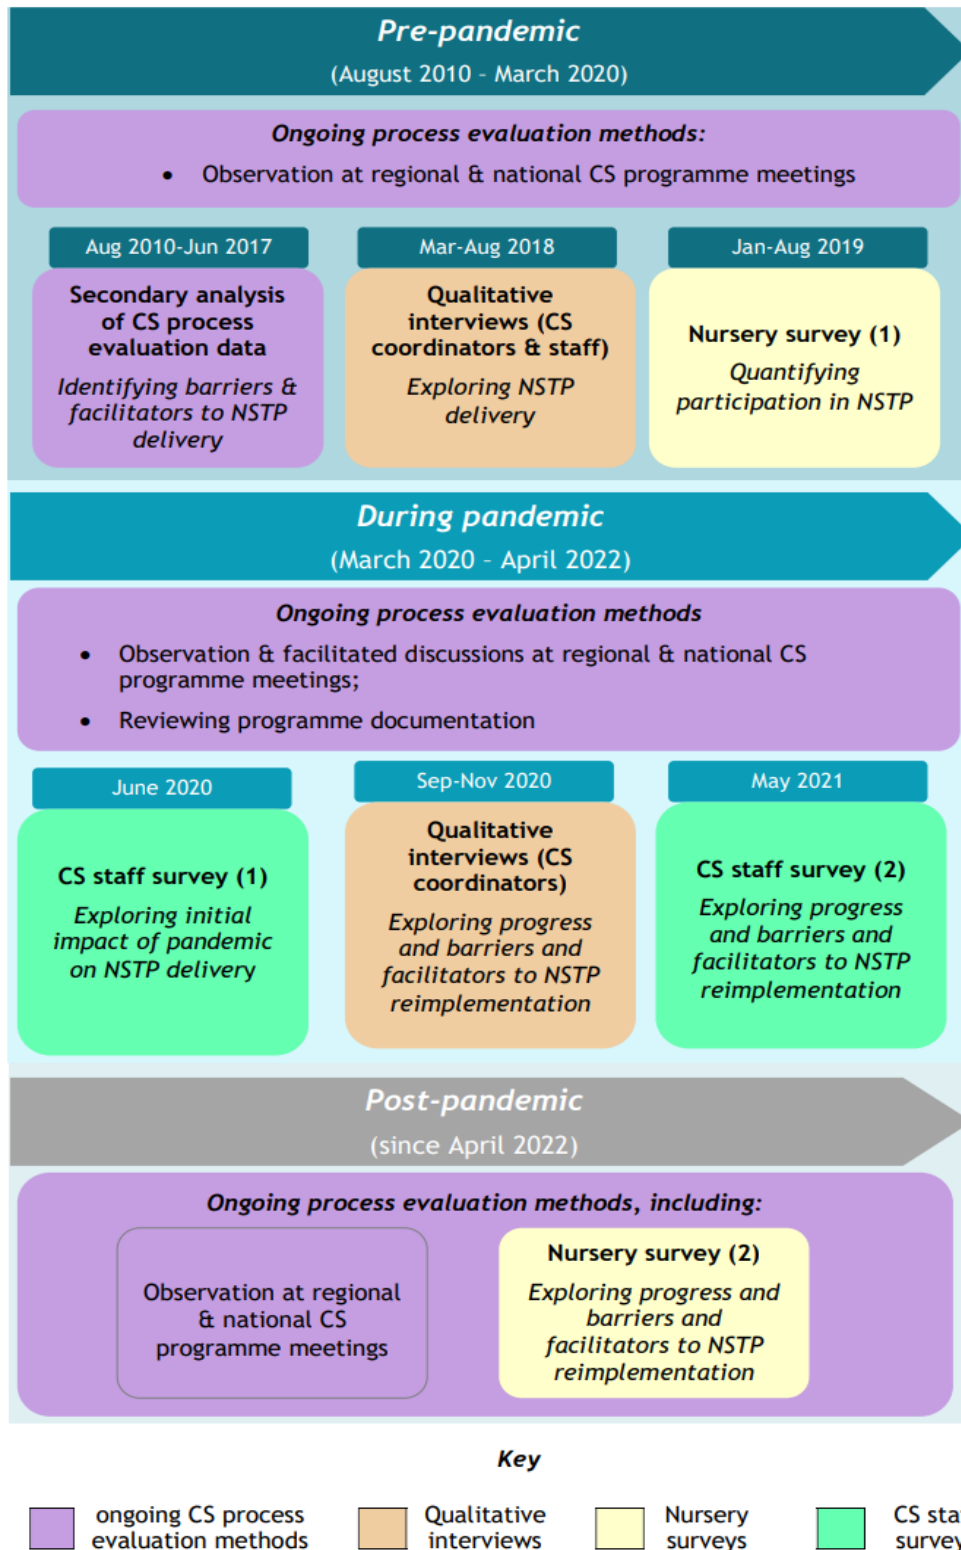 Pre-pandemic
(August 2010 – March 2020)
Ongoing process evaluation methods:
• Observation at regional & national CS programme meetings
Aug 2010-Jun 2017
Secondary analysis
of CS process
evaluation data
Identifying barriers &
facilitators to NSTP
delivery
Mar-Aug 2018
Qualitative
interviews (CS
coordinators & staff)
Exploring NSTP
delivery
Jan-Aug 2019
Nursery survey (1)
Quantifying
participation in NSTP
During pandemic
(March 2020 – April 2022)
Ongoing process evaluation methods
• Observation & facilitated discussions at regional & national CS
programme meetings;
• Reviewing programme documentation
June 2020
CS staff survey (1)
Exploring initial
impact of pandemic
on NSTP delivery
Sep-Nov 2020
Qualitative
interviews (CS
coordinators)
Exploring progress
and barriers and
facilitators to NSTP
reimplementation
May 2021
CS staff survey (2)
Exploring progress
and barriers and
facilitators to NSTP
reimplementation
Post-pandemic
(since April 2022)
Ongoing process evaluation methods, including:
Observation at regional
& national CS
programme meetings
Nursery survey (2)
Exploring progress and
barriers and
facilitators to NSTP
reimplementation
Key
ongoing CS process
evaluation methods
Qualitative
interviews
Nursery
surveys
CS